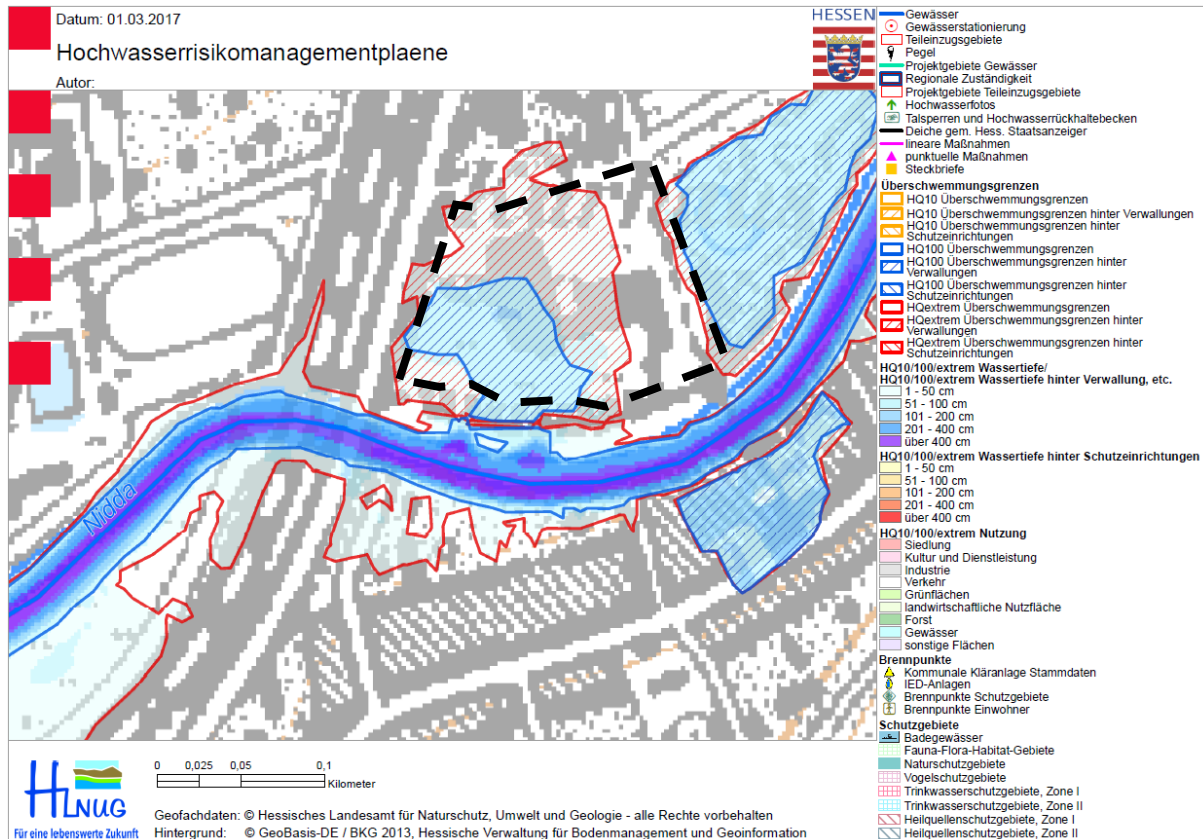 Datum: 01.03.2017
Hochwasserrisikomanagementplaene
Autor:
HESSEN
Nidda
Gewässer
Gewässerstationierung
Teileinzugsgebiete
Pegel
Projektgebiete Gewässer
Regionale Zuständigkeit
Projektgebiete Teileinzugsgebiete
Hochwasserfotos
Talsperren und Hochwasserrückhaltebecken
Deiche gem. Hess. Staatsanzeiger
lineare Maßnahmen
punktuelle Maßnahmen
Steckbriefe
Überschwemmungsgrenzen
HQ10 Überschwemmungsgrenzen
HQ10 Überschwemmungsgrenzen hinter Verwallungen
HQ10 Überschwemmungsgrenzen hinter
Schutzeinrichtungen
HQ100 Überschwemmungsgrenzen
HQ100 Überschwemmungsgrenzen hinter
Verwallungen
HQ100 Überschwemmungsgrenzen hinter
Schutzeinrichtungen
HQextrem Überschwemmungsgrenzen
HQextrem Überschwemmungsgrenzen hinter
Verwallungen
HQextrem Überschwemmungsgrenzen hinter
Schutzeinrichtungen
HQ10/100/extrem Wassertiefe/
HQ10/100/extrem Wassertiefe hinter Verwallung, etc.
1 - 50 cm
51 - 100 cm
101 - 200 cm
201 - 400 cm
über 400 cm
HQ10/100/extrem Wassertiefe hinter Schutzeinrichtungen
1 - 50 cm
51 - 100 cm
101 - 200 cm
201 - 400 cm
über 400 cm
HQ10/100/extrem Nutzung
Siedlung
Kultur und Dienstleistung
Industrie
Verkehr
Grünflächen
landwirtschaftliche Nutzfläche
Forst
Gewässer
sonstige Flächen
Brennpunkte
Kommunale Kläranlage Stammdaten
IED-Anlagen
Brennpunkte Schutzgebiete
Brennpunkte Einwohner
Schutzgebiete
Badegewässer
Fauna-Flora-Habitat-Gebiete
Naturschutzgebiete
Vogelschutzgebiete
Trinkwasserschutzgebiete, Zone I
Trinkwasserschutzgebiete, Zone II
Heilquellenschutzgebiete, Zone I
Heilquellenschutzgebiete, Zone II
HLNUG
Für eine lebenswerte Zukunft
0 0,025 0,05 0,1
Kilometer
Geofachdaten: © Hessisches Landesamt für Naturschutz, Umwelt und Geologie - alle Rechte vorbehalten
Hintergrund: © GeoBasis-DE / BKG 2013, Hessische Verwaltung für Bodenmanagement und Geoinformation